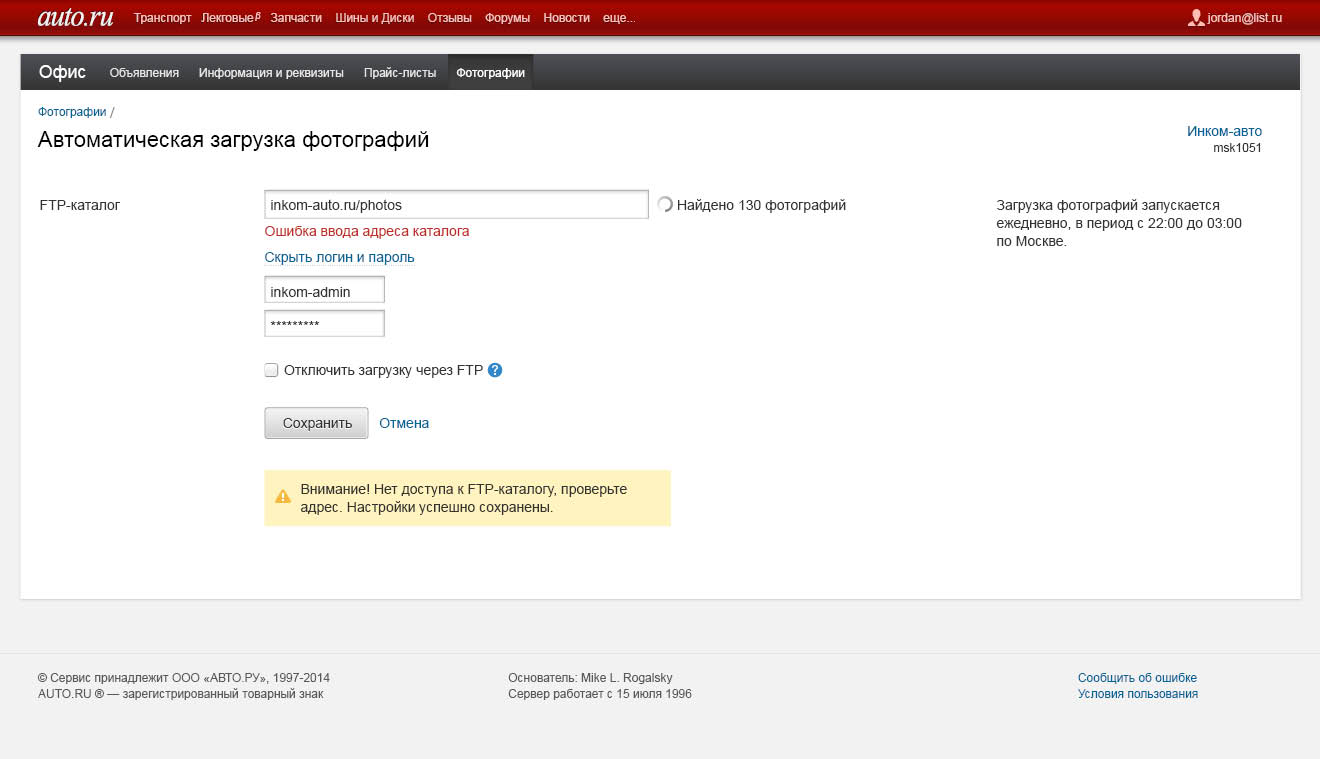 auto.ru Транспорт Лекговые β Запчасти Шины и Диски Отзывы Форумы Новости еще... jordan@list.ru
Офис Объявления Информация и реквизиты Прайс-листы Фотографии
Фотографии /
Автоматическая загрузка фотографий
Инком-авто
msk1051
FTP-каталог
inkom-auto.ru/photos
Найдено 130 фотографий
Ошибка ввода адреса каталога
Скрыть логин и пароль
inkom-admin
*********
Отключить загрузку через FTP ?
Сохранить Отмена
Внимание! Нет доступа к FTP-каталогу, проверьте
адрес. Настройки успешно сохранены.
Загрузка фотографий запускается
ежедневно, в период с 22:00 до 03:00
по Москве.
© Сервис принадлежит ООО «АВТО.РУ», 1997-2014
AUTO.RU ® — зарегистрированный товарный знак
Основатель: Mike L. Rogalsky
Сервер работает с 15 июля 1996
Сообщить об ошибке
Условия пользования